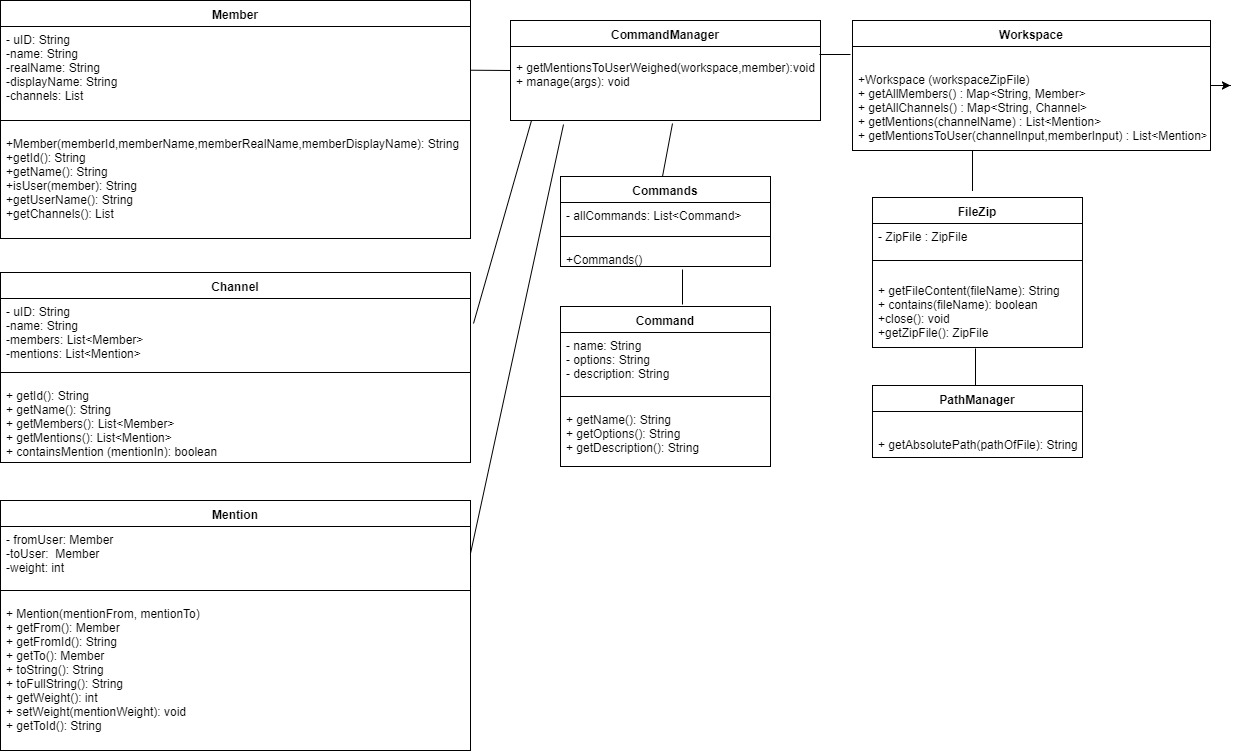 Member
- uID: String
-name: String
-realName: String
-displayName: String
-channels: List
+Member(memberId,memberName,memberRealName,memberDisplayName): String
+getId(): String
+getName(): String
+isUser(member): String
+getUserName(): String
+getChannels(): List
Channel
- uID: String
-name: String
-members: List<Member>
-mentions: List<Mention>
+ getId(): String
+ getName(): String
+ getMembers(): List<Member>
+ getMentions(): List<Mention>
+ containsMention (mentionIn): boolean
Mention
- fromUser: Member
-toUser:  Member
-weight: int
+ Mention(mentionFrom, mentionTo)
+ getFrom(): Member
+ getFromId(): String
+ getTo(): Member
+ toString(): String
+ toFullString(): String
+ getWeight(): int
+ setWeight(mentionWeight): void
+ getToId(): String
CommandManager
+ getMentionsToUserWeighed(workspace,member):void
+ manage(args): void
Commands
- allCommands: List<Command>
+Commands()
Command
- name: String
- options: String
- description: String
+ getName(): String
+ getOptions(): String
+ getDescription(): String
Workspace
+Workspace (workspaceZipFile)
+ getAllMembers() : Map<String, Member>
+ getAllChannels() : Map<String, Channel>
+ getMentions(channelName) : List<Mention>
+ getMentionsToUser(channelInput,memberInput) : List<Mention>
FileZip
- ZipFile : ZipFile
+ getFileContent(fileName): String
+ contains(fileName): boolean
+close(): void
+getZipFile(): ZipFile
PathManager
+ getAbsolutePath(pathOfFile): String